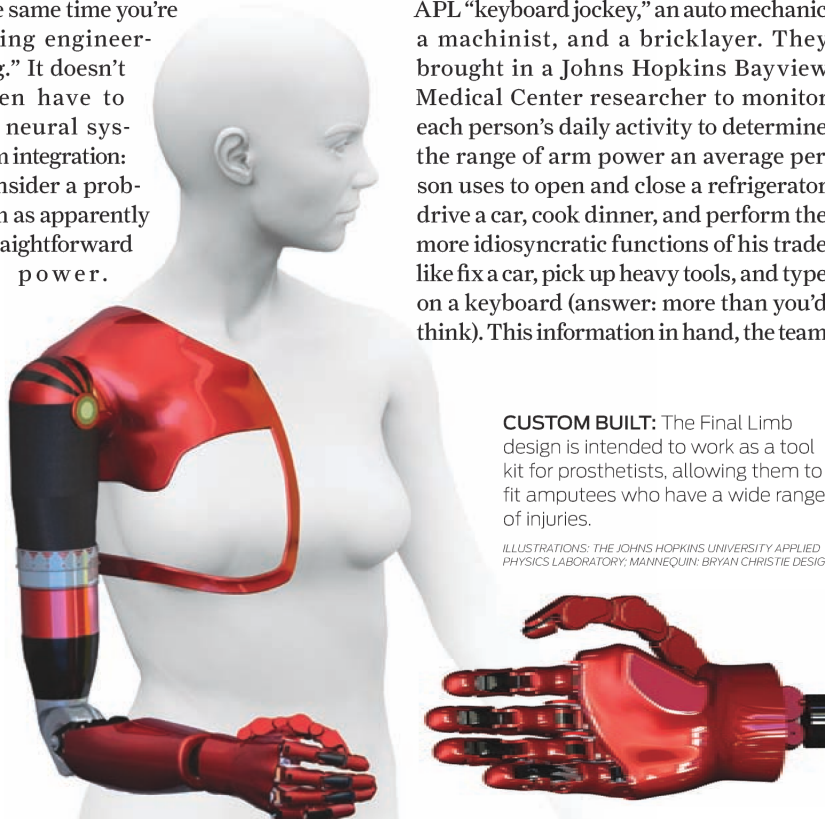 e same time you’re
ing engineer-
g.” It doesn’t
en have to
neural sys-
m integration:
nsider a prob-
m as apparently
aightforward
power.
APL “keyboard jockey,” an auto mechanic
a machinist, and a bricklayer. They
brought in a Johns Hopkins Bayview
Medical Center researcher to monitor
each person’s daily activity to determine
the range of arm power an average per
son uses to open and close a refrigerator
drive a car, cook dinner, and perform the
more idiosyncratic functions of his trade
like fix a car, pick up heavy tools, and type
on a keyboard (answer: more than you’d
think). This information in hand, the team
CUSTOM BUILT: The Final Limb
design is intended to work as a tool
kit for prosthetists, allowing them to
fit amputees who have a wide range
of injuries.
ILLUSTRATIONS: THE JOHNS HOPKINS UNIVERSITY APPLIED
PHYSICS LABORATORY; MANNEQUIN: BRYAN CHRISTIE DESIG